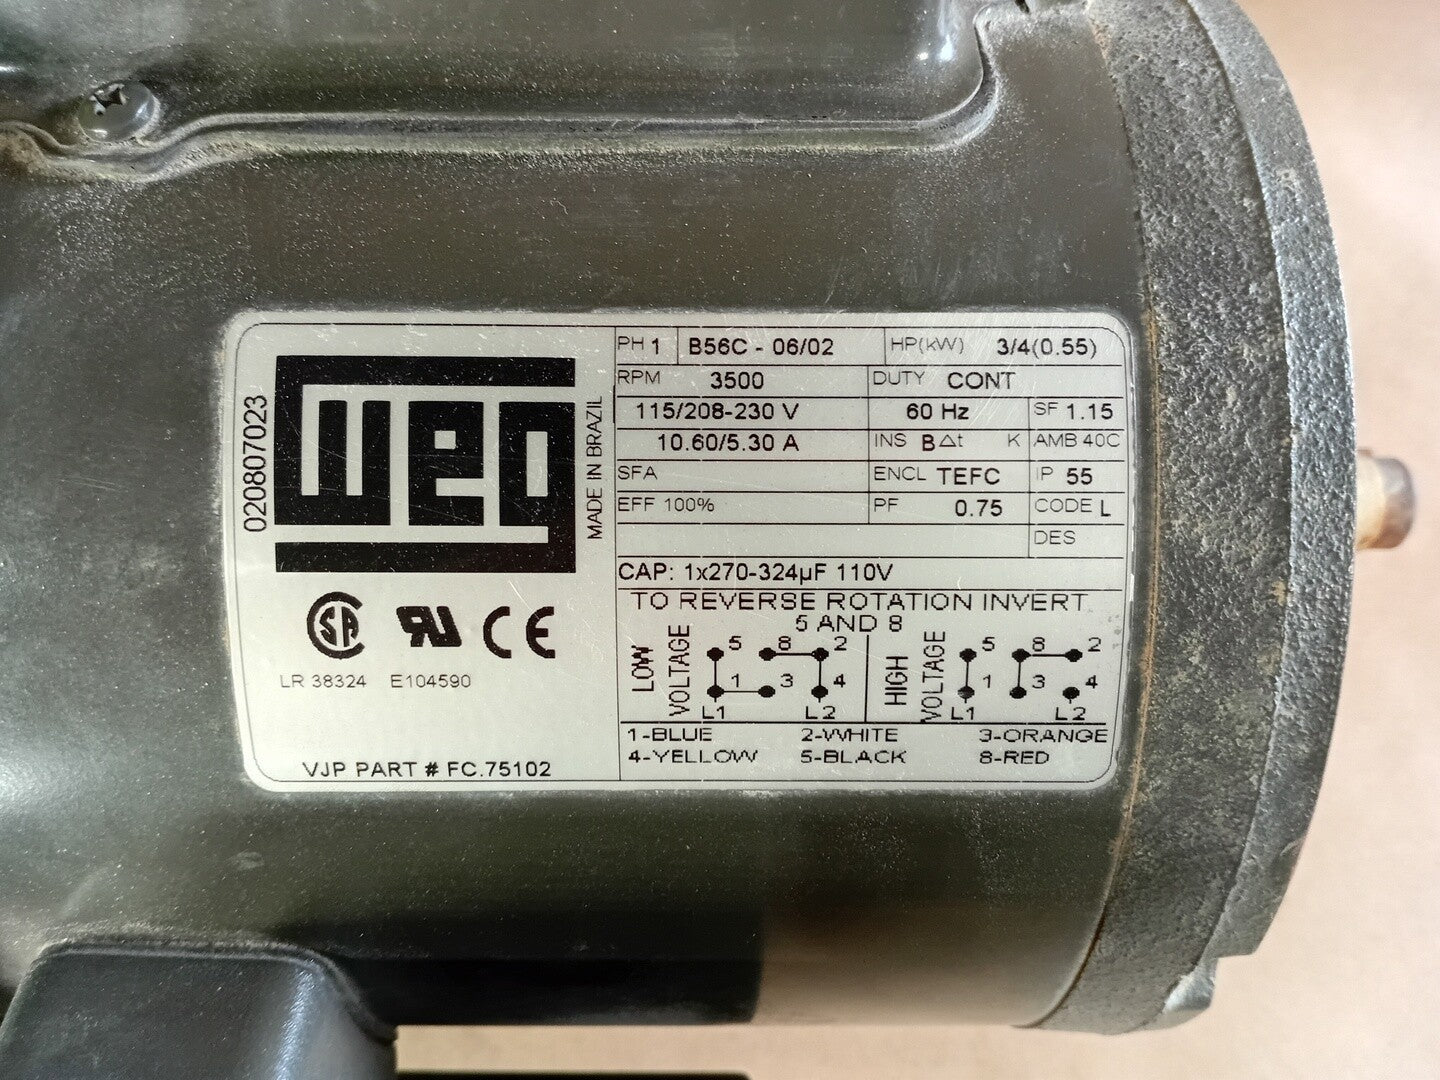 PH 1 B56C - 06/02 HP(kW) 3/4(0.55)
RPM 3500 DUTY CONT
115/208-230 V 60 Hz SF 1.15
10.60/5.30 A INS B Δt K AMB 40C
SFA ENCL TEFC IP 55
EFF 100% PF 0.75 CODE L
DES
CAP: 1x270-324µF 110V
TO REVERSE ROTATION INVERT
5 AND 8
LOW VOLTAGE
5 8 2
1 3 4
L1 L2
HIGH VOLTAGE
5 8 2
1 3 4
L1 L2
1-BLUE 2-WHITE 3-ORANGE
4-YELLOW 5-BLACK 8-RED
020807023
WEG
MADE IN BRAZIL
SA RU CE
LR 38324 E104590
VJP PART # FC.75102